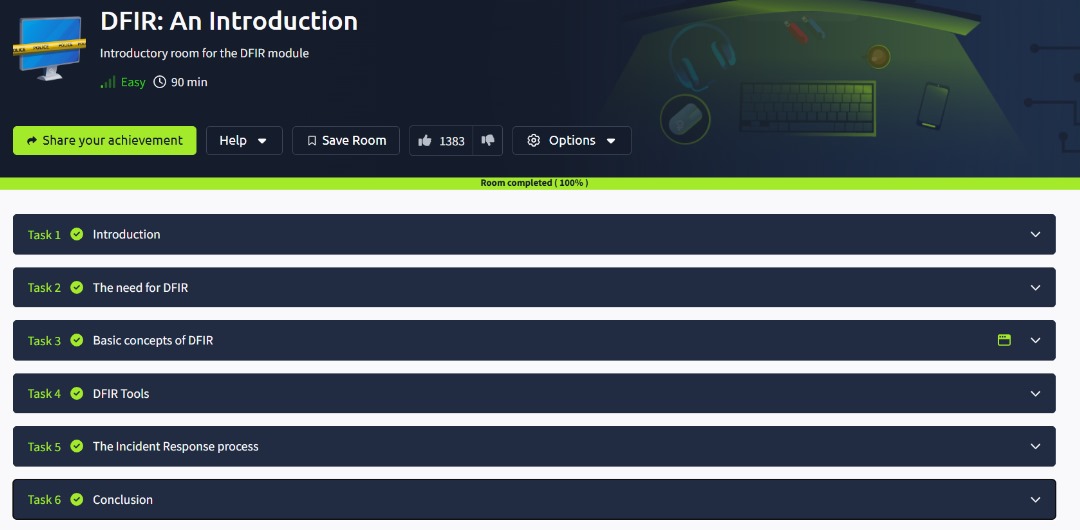 DFIR: An Introduction
Introductory room for the DFIR module
Easy 90 min
Share your achievement Help Save Room 1383 Options
Room completed ( 100% )
Task 1 Introduction
Task 2 The need for DFIR
Task 3 Basic concepts of DFIR
Task 4 DFIR Tools
Task 5 The Incident Response process
Task 6 Conclusion